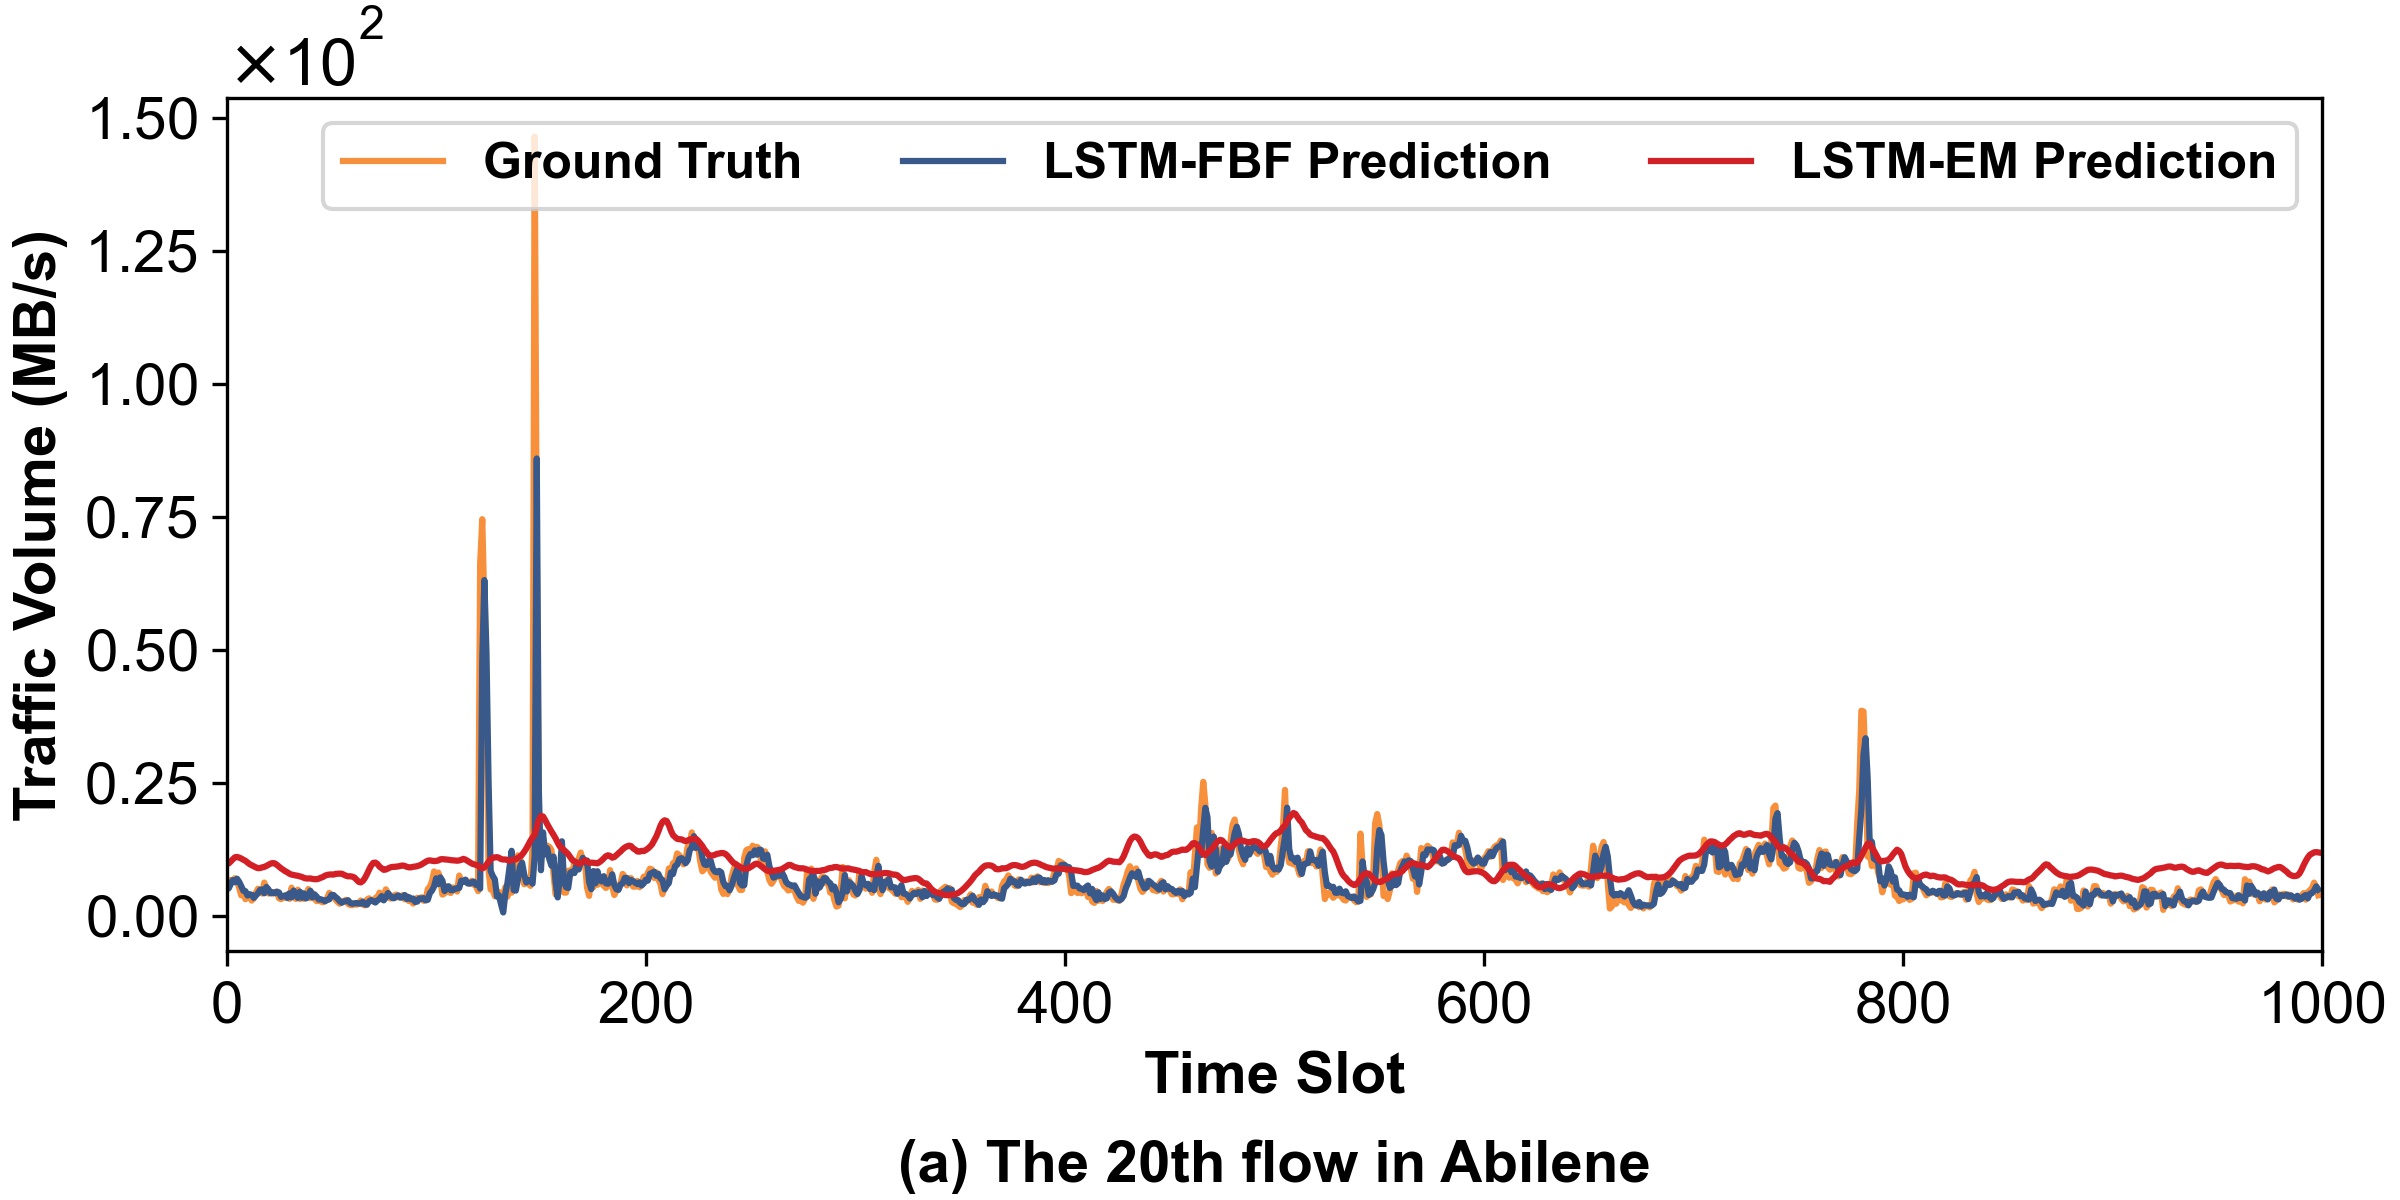 ×10²
1.50
1.25
1.00
0.75
0.50
0.25
0.00
Traffic Volume (MB/s)
Ground Truth LSTM-FBF Prediction LSTM-EM Prediction
0 200 400 600 800 1000
Time Slot
(a) The 20th flow in Abilene